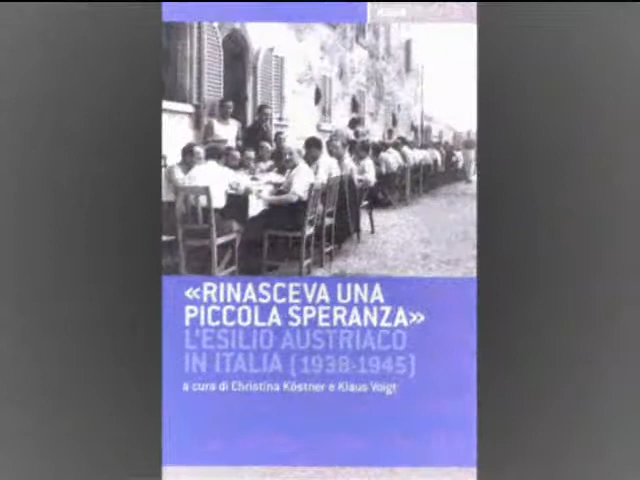 «RINASCEVA UNA
PICCOLA SPERANZA»
L'ESILIO AUSTRIACO
IN ITALIA (1938-1945)
a cura di Christina Köstner e Klaus Voigt